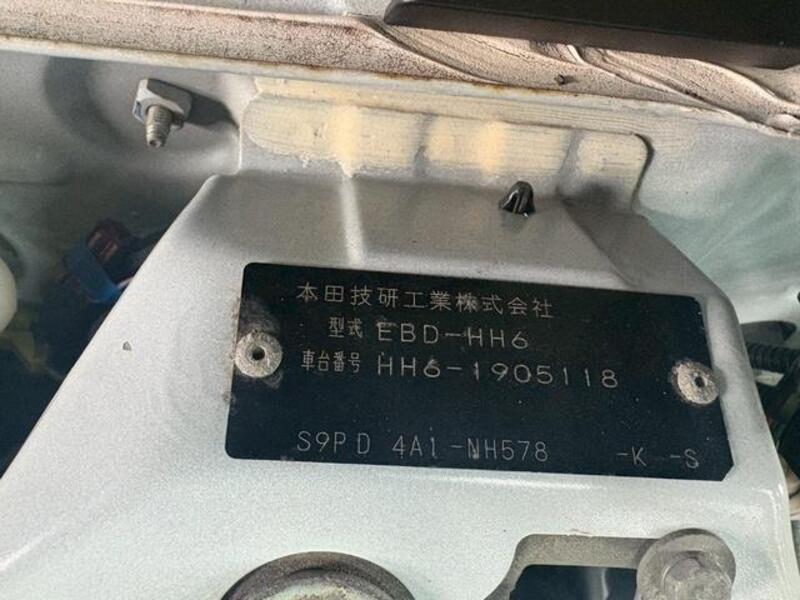 本田技研工業株式会社
型式 EBD-HH6
車台番号 HH6-1905118
S9PD 4A1-NH578 -K -S